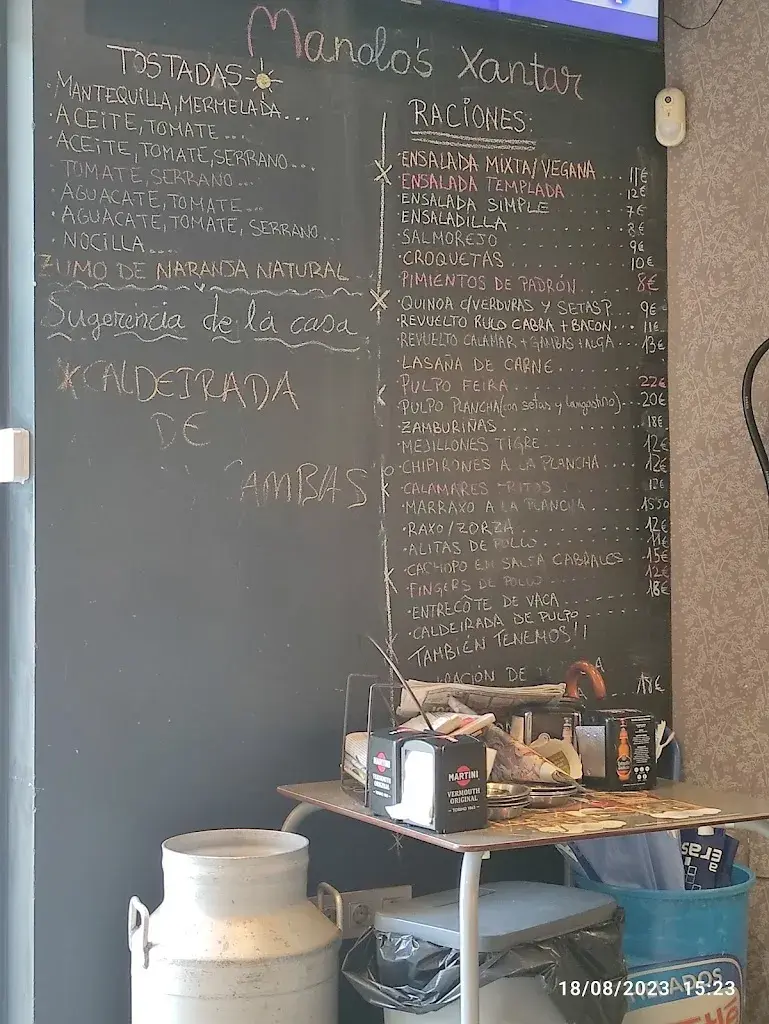 Manolo's Xantar
TOSTADAS
· MANTEQUILLA, MERMELADA...
· ACEITE, TOMATE...
· ACEITE, TOMATE, SERRANO...
· TOMATE, SERRANO...
· AGUACATE, TOMATE...
· AGUACATE, TOMATE, SERRANO...
· NOCILLA....
ZUMO DE NARANJA NATURAL
Sugerencia de la casa
CALDEIRADA
DE
AMBAS
RACIONES:
· ENSALADA MIXTA/VEGANA ... 11€
· ENSALADA TEMPLADA 12€
· ENSALADA SIMPLE ... 7€
· ENSALADILLA ... 8€
· SALMOREJO ... 9€
· CROQUETAS ... 10€
· PIMIENTOS DE PADRÓN ... 8€
· QUINOA C/VERDURAS Y SETAS P. 9€
· REVUELTO RULO CABRA + BACON ... 11€
· REVUELTO CALAMAR + GAMBAS + ALGA ... 13€
· LASAÑA DE CARNE ...
· PULPO FEIRA ... 22€
· PULPO PLANCHA (con setas y langostino) ... 20€
· ZAMBURIÑAS ... 18€
· MEJILLONES TIGRE ... 12€
· CHIPIRONES A LA PLANCHA ... 12€
· CALAMARES FRITOS ...
· MARRAXO A LA PLANCHA ... 15'50
· RAXO/ZORZA ... 12€
· ALITAS DE POLLO ... 11€
· CACHOPO EN SALSA CABRALES ... 15€
· FINGERS DE POLLO ... 12€
· ENTRECÔTE DE VACA ... 18€
· CALDEIRADA DE PULPO ...
TAMBIÉN TENEMOS!!
RACIÓN DE
18€
MARTINI
VERMOUTH
ORIGINAL
MARTINI
VERMOUTH
ORIGINAL
HELADOS
18/08/2023 15:23